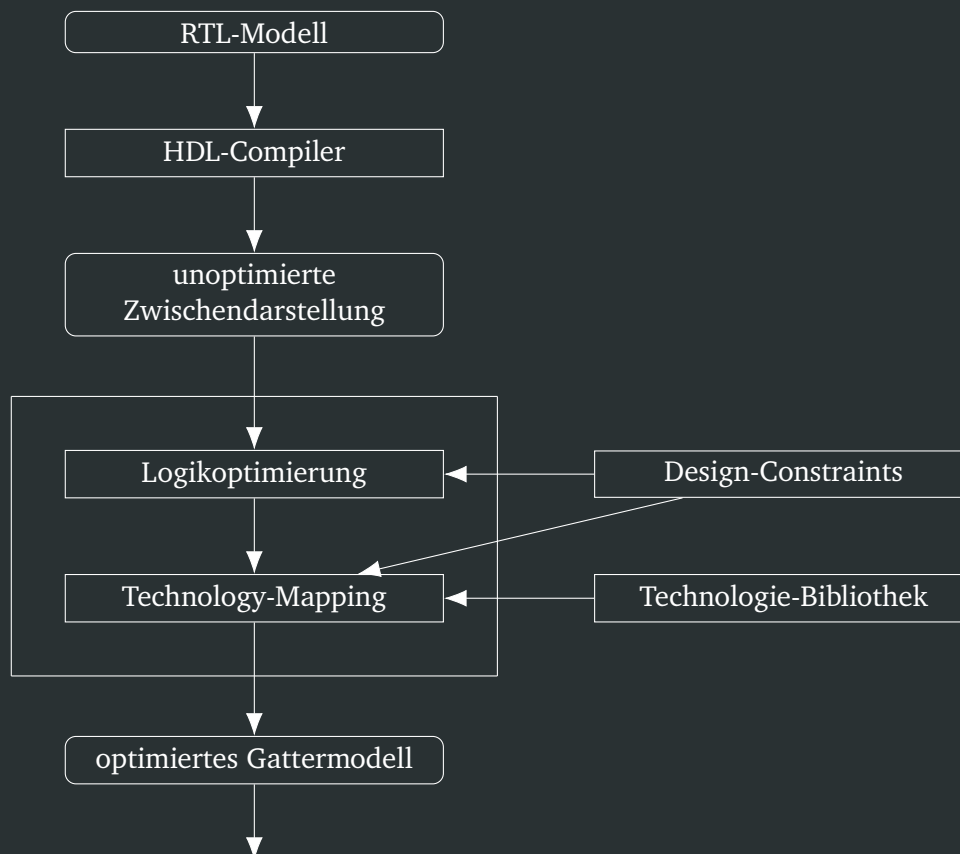 RTL-Modell
HDL-Compiler
unoptimierte
Zwischendarstellung
Logikoptimierung
Design-Constraints
Technology-Mapping
Technologie-Bibliothek
optimiertes Gattermodell